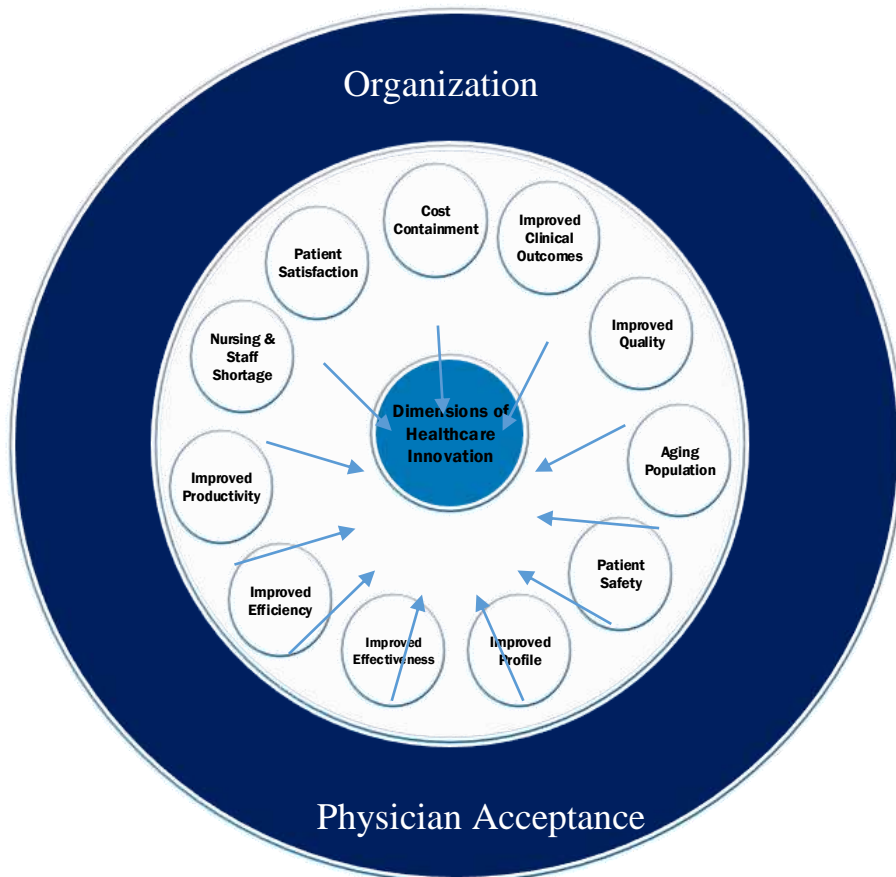 Organization
Cost
Containment
Improved
Clinical
Outcomes
Patient
Satisfaction
Improved
Quality
Nursing &
Staff
Shortage
Dimensions of
Healthcare
Innovation
Aging
Population
Improved
Productivity
Patient
Safety
Improved
Efficiency
Improved
Effectiveness
Improved
Profile
Physician Acceptance